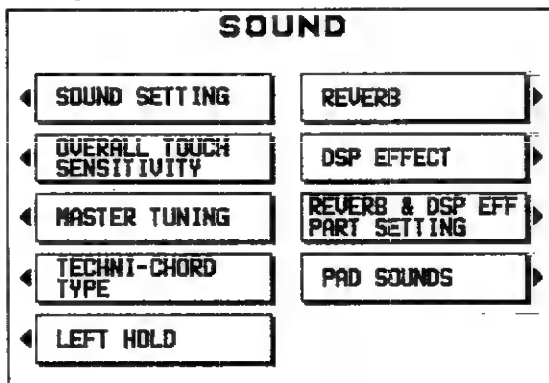 SOUND
SOUND SETTING
OVERALL TOUCH
SENSITIVITY
MASTER TUNING
TECHNI-CHORD
TYPE
LEFT HOLD
REVERB
DSP EFFECT
REVERB & DSP EFF
PART SETTING
PAD SOUNDS